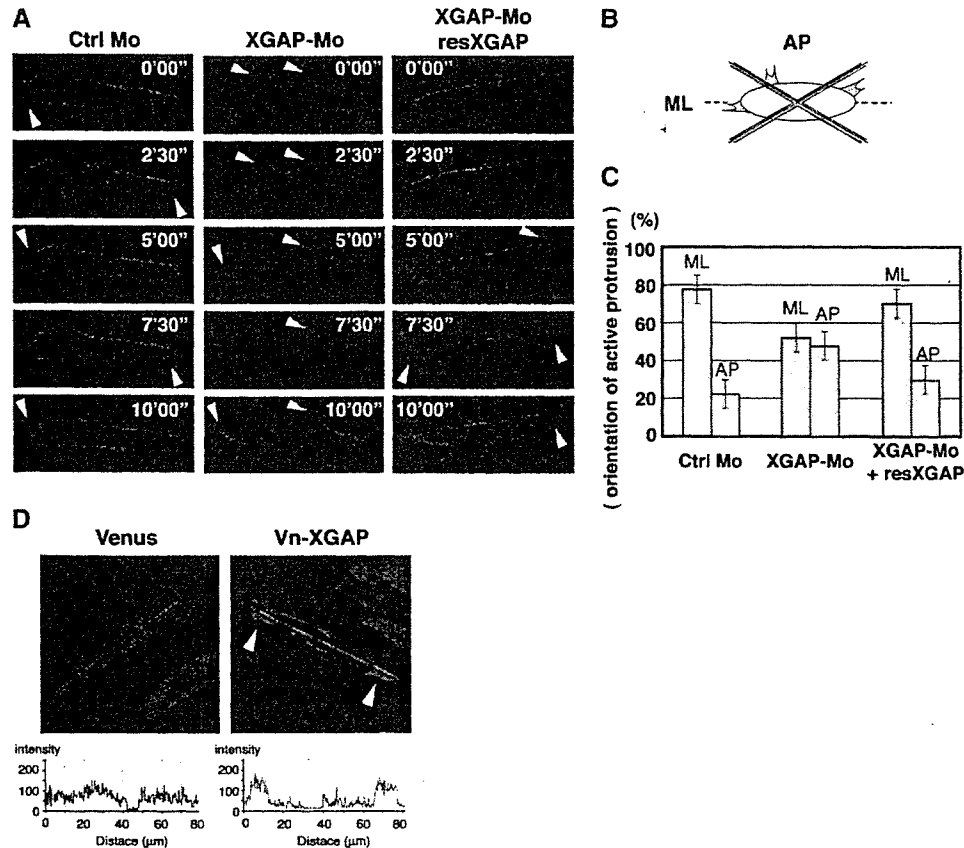 A
Ctrl Mo
XGAP-Mo
XGAP-Mo
resXGAP
0'00"
0'00"
0'00"
2'30"
2'30"
2'30"
5'00"
5'00"
5'00"
7'30"
7'30"
7'30"
10'00"
10'00"
10'00"
B
AP
ML
C
(%)
( orientation of active protrusion )
100
80
60
40
20
0
ML
AP
ML
AP
ML
AP
Ctrl Mo
XGAP-Mo
XGAP-Mo
+ resXGAP
D
Venus
Vn-XGAP
intensity
200
100
0
0 20 40 60 80
Distace (μm)
intensity
200
100
0
0 20 40 60 80
Distace (μm)